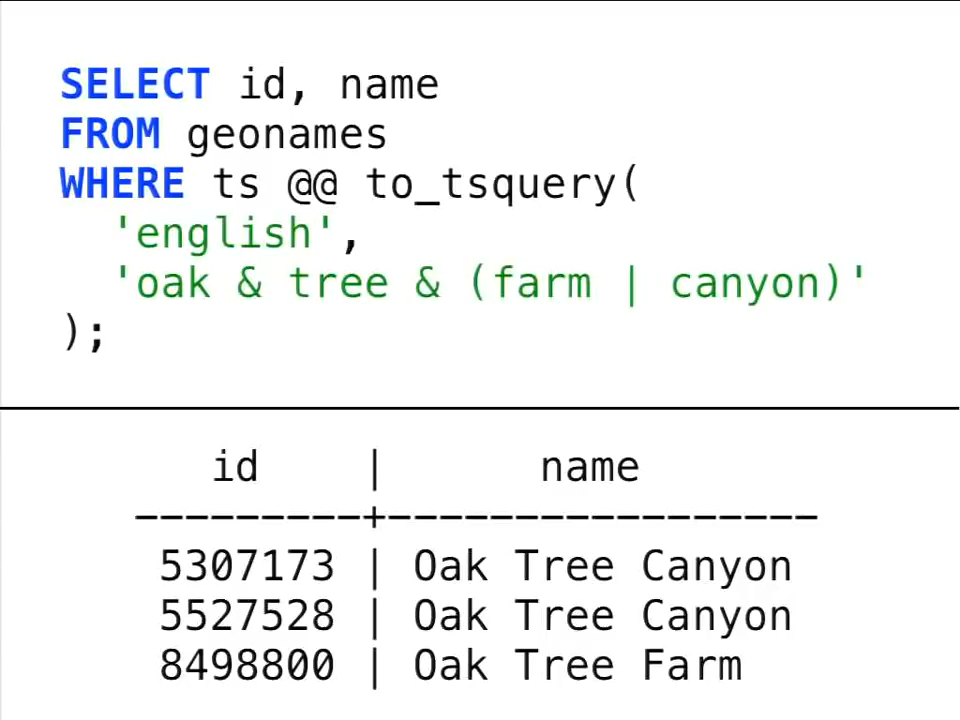 SELECT id, name
FROM geonames
WHERE ts @@ to_tsquery(
  'english',
  'oak & tree & (farm | canyon)'
);
   id    |      name
---------+-----------------
 5307173 | Oak Tree Canyon
 5527528 | Oak Tree Canyon
 8498800 | Oak Tree Farm